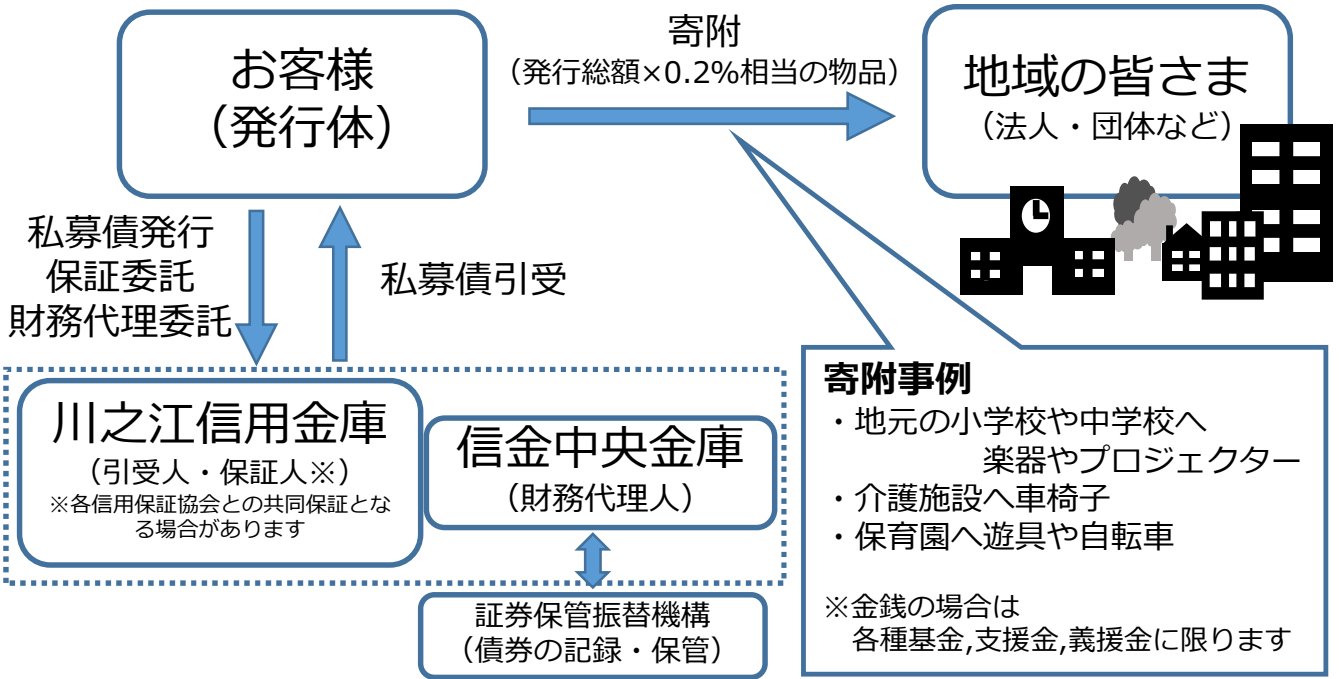 お客様
（発行体）
寄附
（発行総額×0.2%相当の物品）
地域の皆さま
（法人・団体など）
私募債発行
保証委託
財務代理委託
私募債引受
川之江信用金庫
（引受人・保証人※）
※各信用保証協会との共同保証とな
る場合があります
信金中央金庫
（財務代理人）
証券保管振替機構
（債券の記録・保管）
寄附事例
・地元の小学校や中学校へ
楽器やプロジェクター
・介護施設へ車椅子
・保育園へ遊具や自転車
※金銭の場合は
各種基金,支援金,義援金に限ります